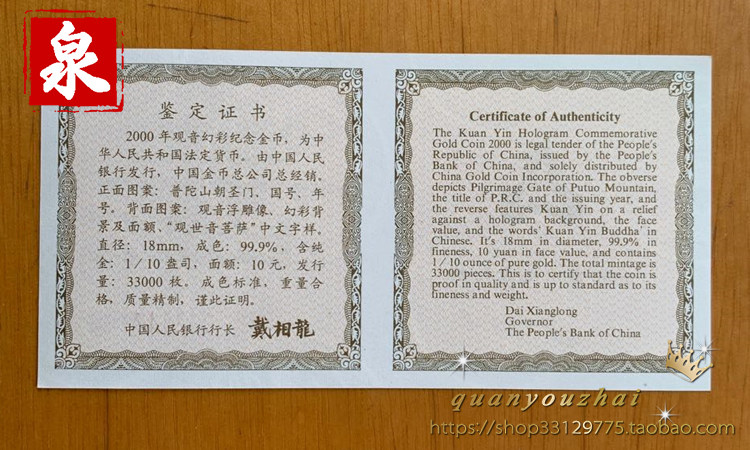 泉
鉴定证书
2000年观音幻彩纪念金币，为中
华人民共和国法定货币。由中国人民
银行发行，中国金币总公司总经销。
正面图案：普陀山朝圣门、国号、年
号。背面图案：观音浮雕像、幻彩背
景及面额、“观世音菩萨”中文字样。
直径：18mm，成色：99.9%，含纯
金：1／10盎司，面额：10元，发行
量：33000枚。成色标准，重量合
格，质量精制，谨此证明。
中国人民银行行长 戴相龍
Certificate of Authenticity
The Kuan Yin Hologram Commemorative
Gold Coin 2000 is legal tender of the People's
Republic of China, issued by the People's
Bank of China, and solely distributed by
China Gold Coin Incorporation. The obverse
depicts Pilgrimage Gate of Putuo Mountain,
the title of P.R.C. and the issuing year, and
the reverse features Kuan Yin on a relief
against a hologram background, the face
value, and the words' Kuan Yin Buddha' in
Chinese. It's 18mm in diameter, 99.9% in
fineness, 10 yuan in face value, and contains
1/10 ounce of pure gold. The total mintage is
33000 pieces. This is to certify that the coin is
proof in quality and is up to standard as to its
fineness and weight.
Dai Xianglong
Governor
The People's Bank of China
quanyouzhai
https://shop33129775.taobao.com